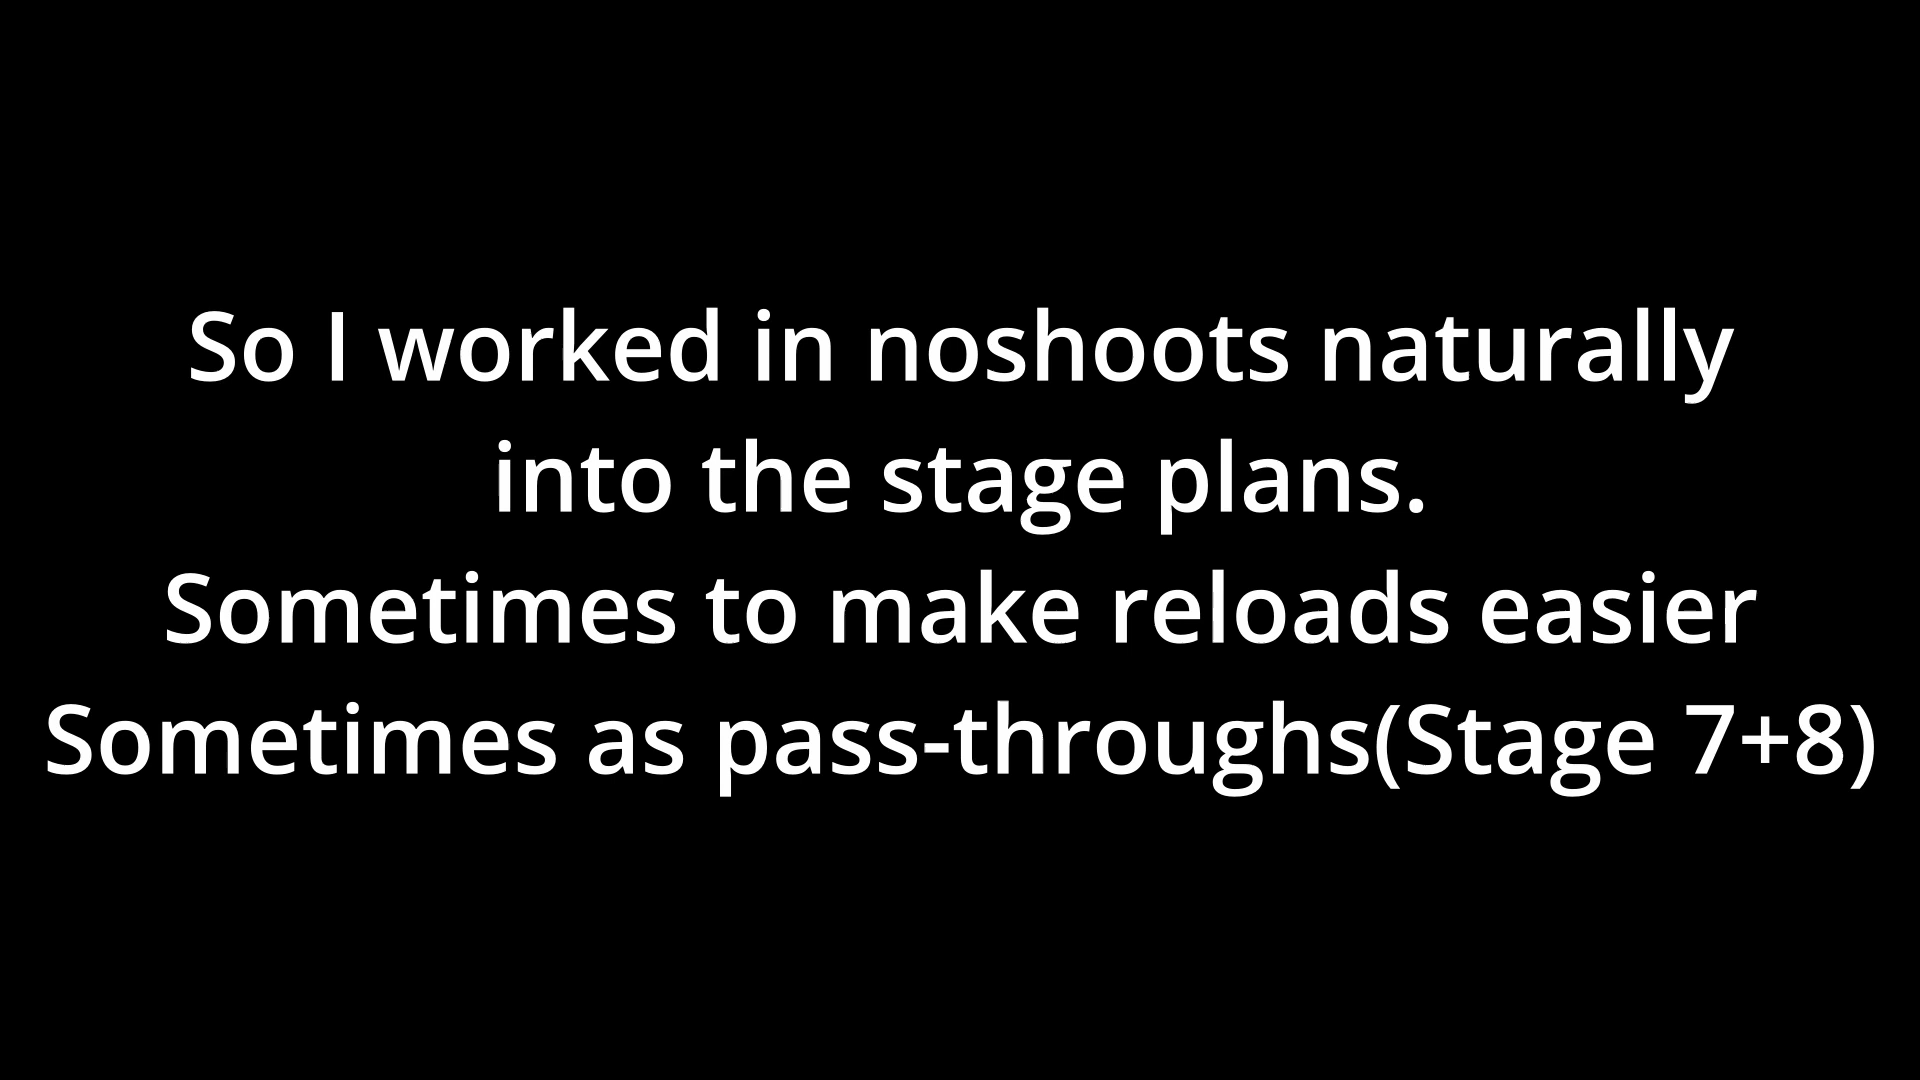 So I worked in noshoots naturally
into the stage plans.
Sometimes to make reloads easier
Sometimes as pass-throughs(Stage 7+8)